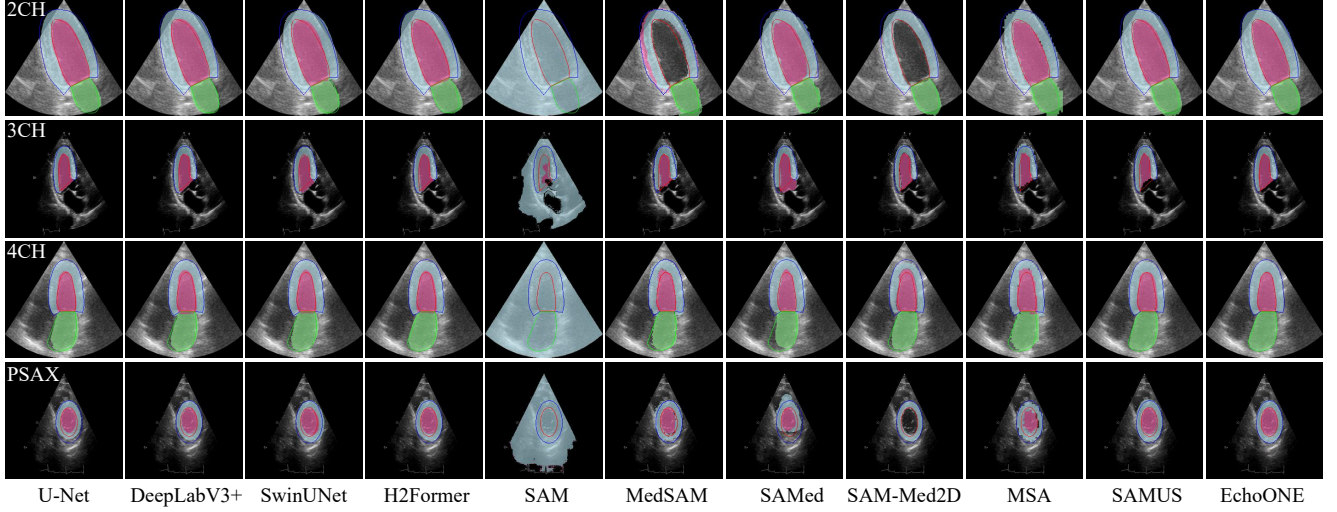 2CH
3CH
4CH
PSAX
U-Net DeepLabV3+ SwinUNet H2Former SAM MedSAM SAMed SAM-Med2D MSA SAMUS EchoONE